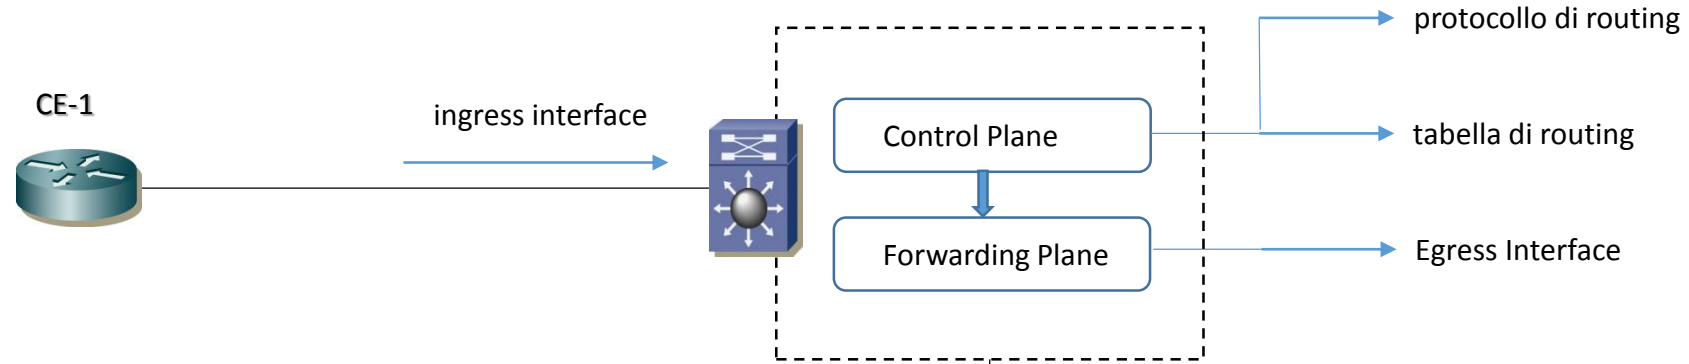 protocollo di routing
CE-1
ingress interface
Control Plane
tabella di routing
Forwarding Plane
Egress Interface